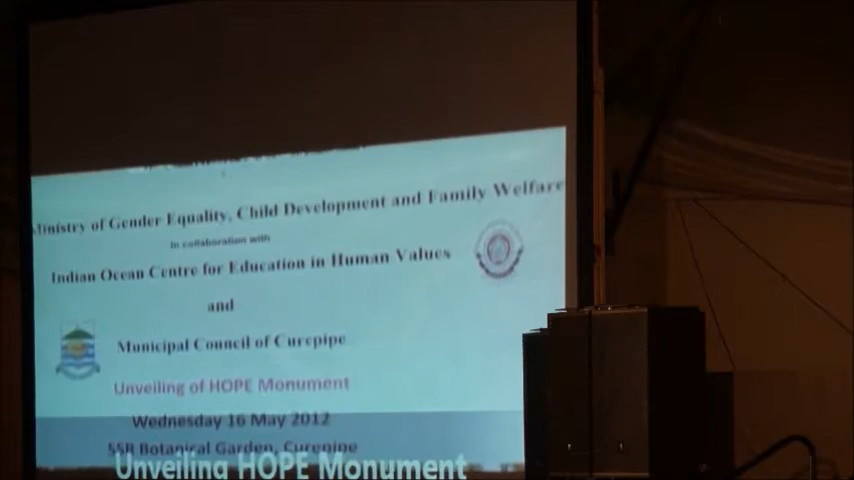 Ministry of Gender Equality, Child Development and Family Welfare
In collaboration with
Indian Ocean Centre for Education in Human Values
and
Municipal Council of Curepipe
Unveiling of HOPE Monument
Wednesday 16 May 2012
SSR Botanical Garden, Curepipe
Unveiling HOPE Monument